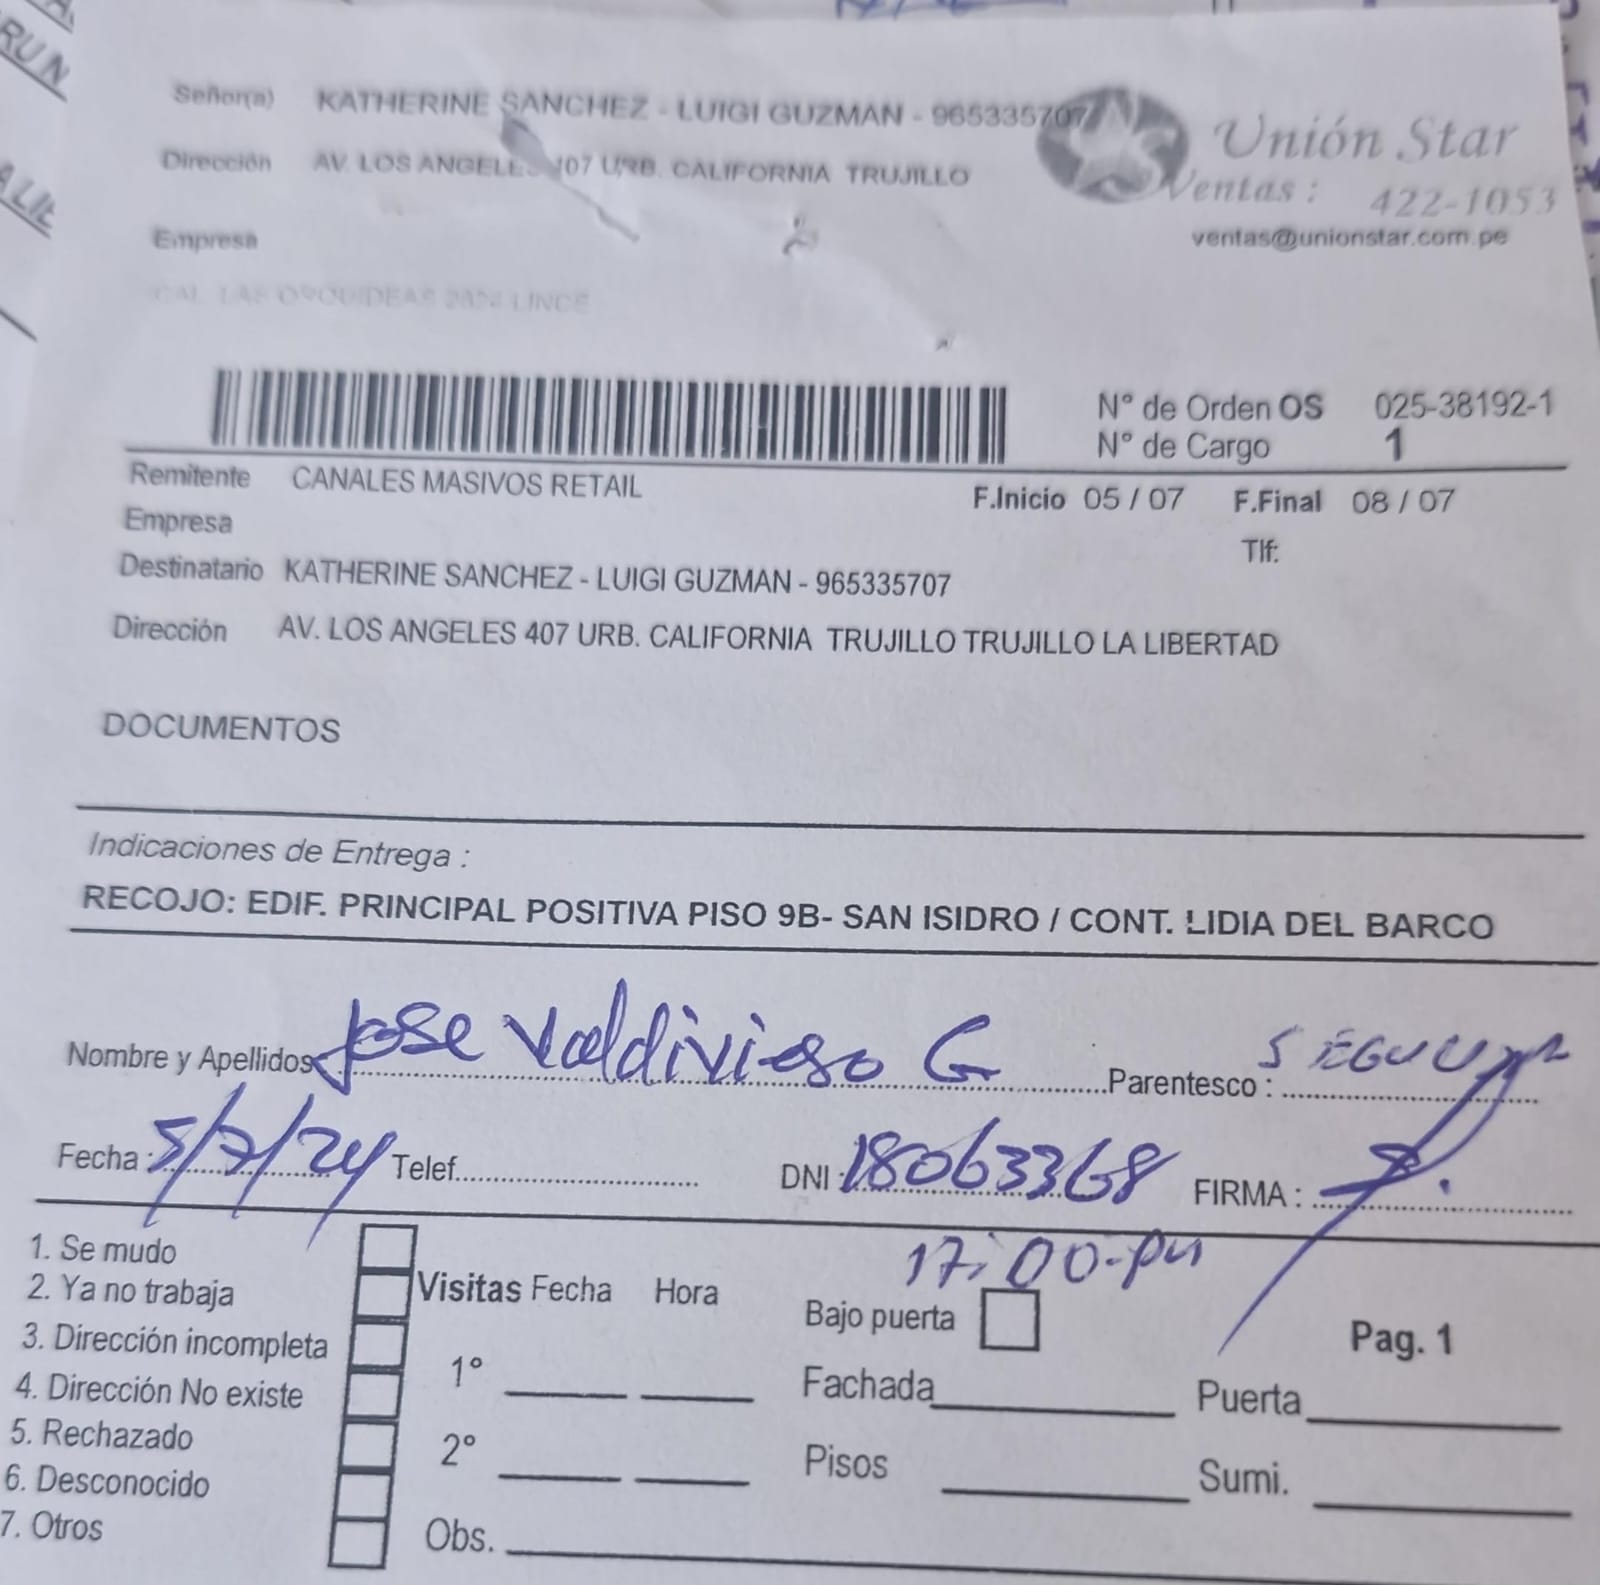 Señor(a) KATHERINE SANCHEZ - LUIGI GUZMAN - 965335707
Unión Star
Dirección AV. LOS ANGELES 407 URB. CALIFORNIA TRUJILLO
Ventas : 422-1053
Empresa
ventas@unionstar.com.pe
CAL. LAS ORQUIDEAS LINCE
N° de Orden OS 025-38192-1
N° de Cargo 1
Remitente CANALES MASIVOS RETAIL
F.Inicio 05 / 07 F.Final 08 / 07
Empresa
Tlf:
Destinatario KATHERINE SANCHEZ - LUIGI GUZMAN - 965335707
Dirección AV. LOS ANGELES 407 URB. CALIFORNIA TRUJILLO TRUJILLO LA LIBERTAD
DOCUMENTOS
Indicaciones de Entrega :
RECOJO: EDIF. PRINCIPAL POSITIVA PISO 9B- SAN ISIDRO / CONT. LIDIA DEL BARCO
Nombre y Apellidos Jose Valdivieso G Parentesco :
Fecha : 5/7/24 Telef. DNI : 18063368 FIRMA :
17:00-pm
1. Se mudo
2. Ya no trabaja
3. Dirección incompleta
4. Dirección No existe
5. Rechazado
6. Desconocido
7. Otros
Visitas Fecha Hora
1°
2°
Obs.
Bajo puerta
Fachada
Pisos
Pag. 1
Puerta
Sumi.